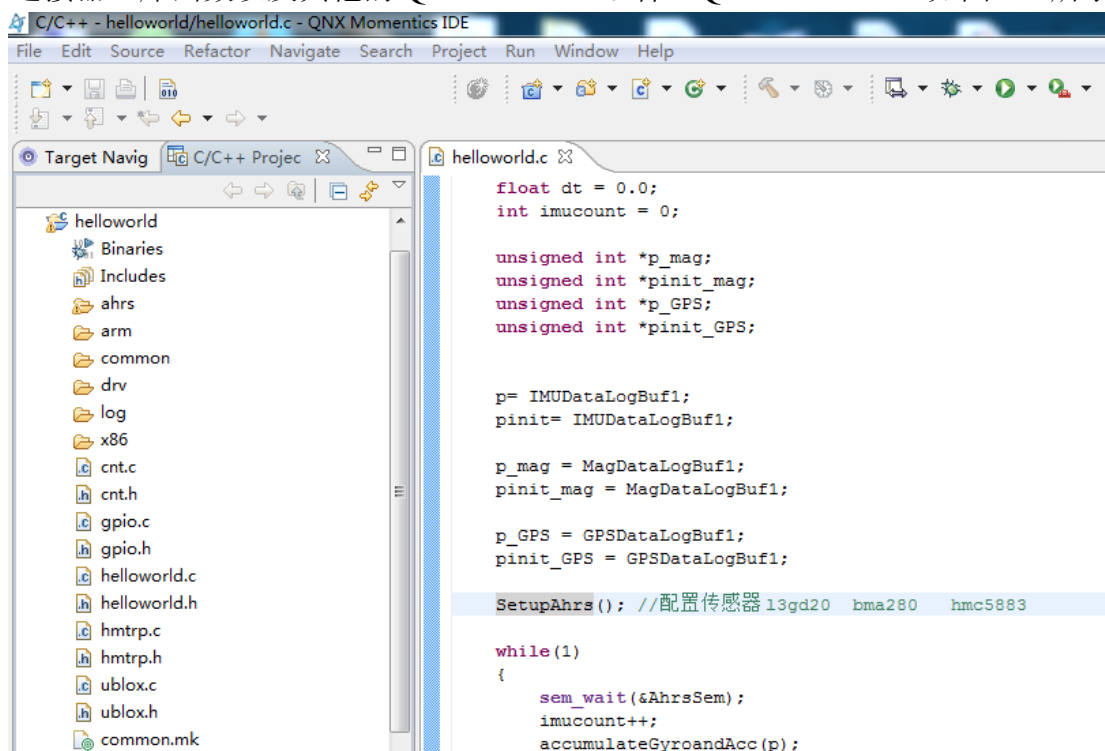 C/C++ - helloworld/helloworld.c - QNX Momentics IDE
File Edit Source Refactor Navigate Search Project Run Window Help
Target Navig C/C++ Projec helloworld.c
helloworld
Binaries
Includes
ahrs
arm
common
drv
log
x86
cnt.c
cnt.h
gpio.c
gpio.h
helloworld.c
helloworld.h
hmtrp.c
hmtrp.h
ublox.c
ublox.h
common.mk
float dt = 0.0;
int imucount = 0;
unsigned int *p_mag;
unsigned int *pinit_mag;
unsigned int *p_GPS;
unsigned int *pinit_GPS;
p= IMUDataLogBuf1;
pinit= IMUDataLogBuf1;
p_mag = MagDataLogBuf1;
pinit_mag = MagDataLogBuf1;
p_GPS = GPSDataLogBuf1;
pinit_GPS = GPSDataLogBuf1;
SetupAhrs(); //配置传感器 l3gd20 bma280 hmc5883
while(1)
{
sem_wait(&AhrsSem);
imucount++;
accumulateGyroandAcc(p);